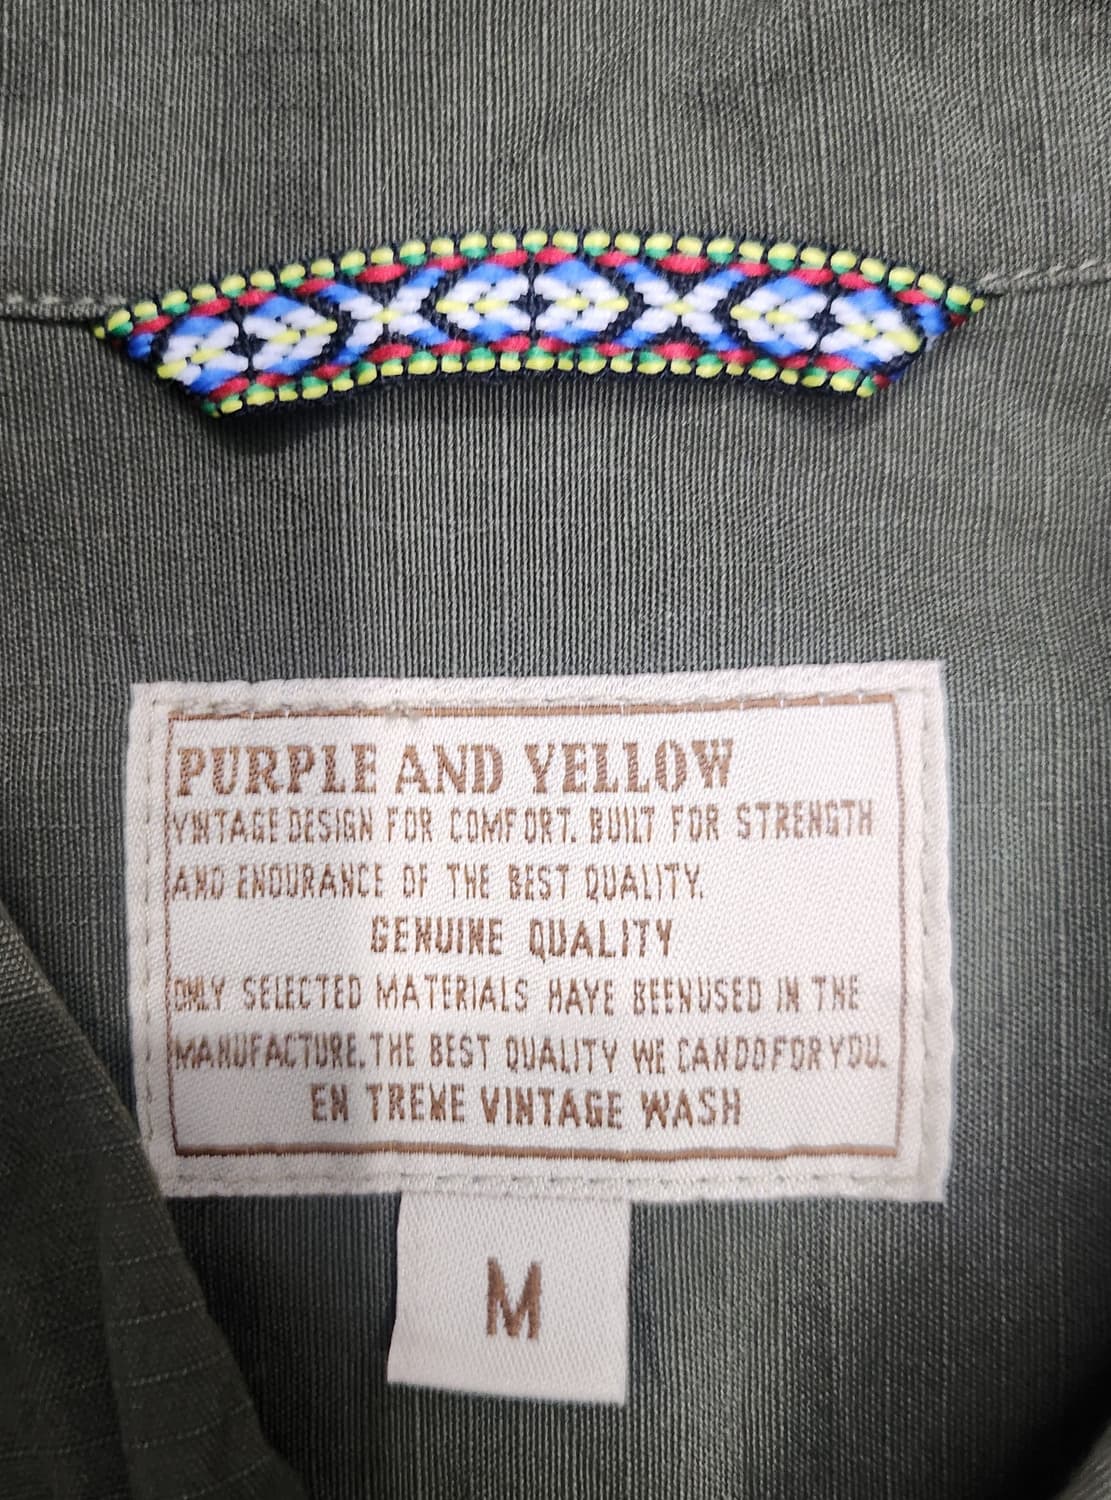 PURPLE AND YELLOW
VINTAGE DESIGN FOR COMFORT. BUILT FOR STRENGTH
AND ENDURANCE OF THE BEST QUALITY.
GENUINE QUALITY
ONLY SELECTED MATERIALS HAVE BEENUSED IN THE
MANUFACTURE. THE BEST QUALITY WE CANDOFORYOU.
EN TREME VINTAGE WASH
M